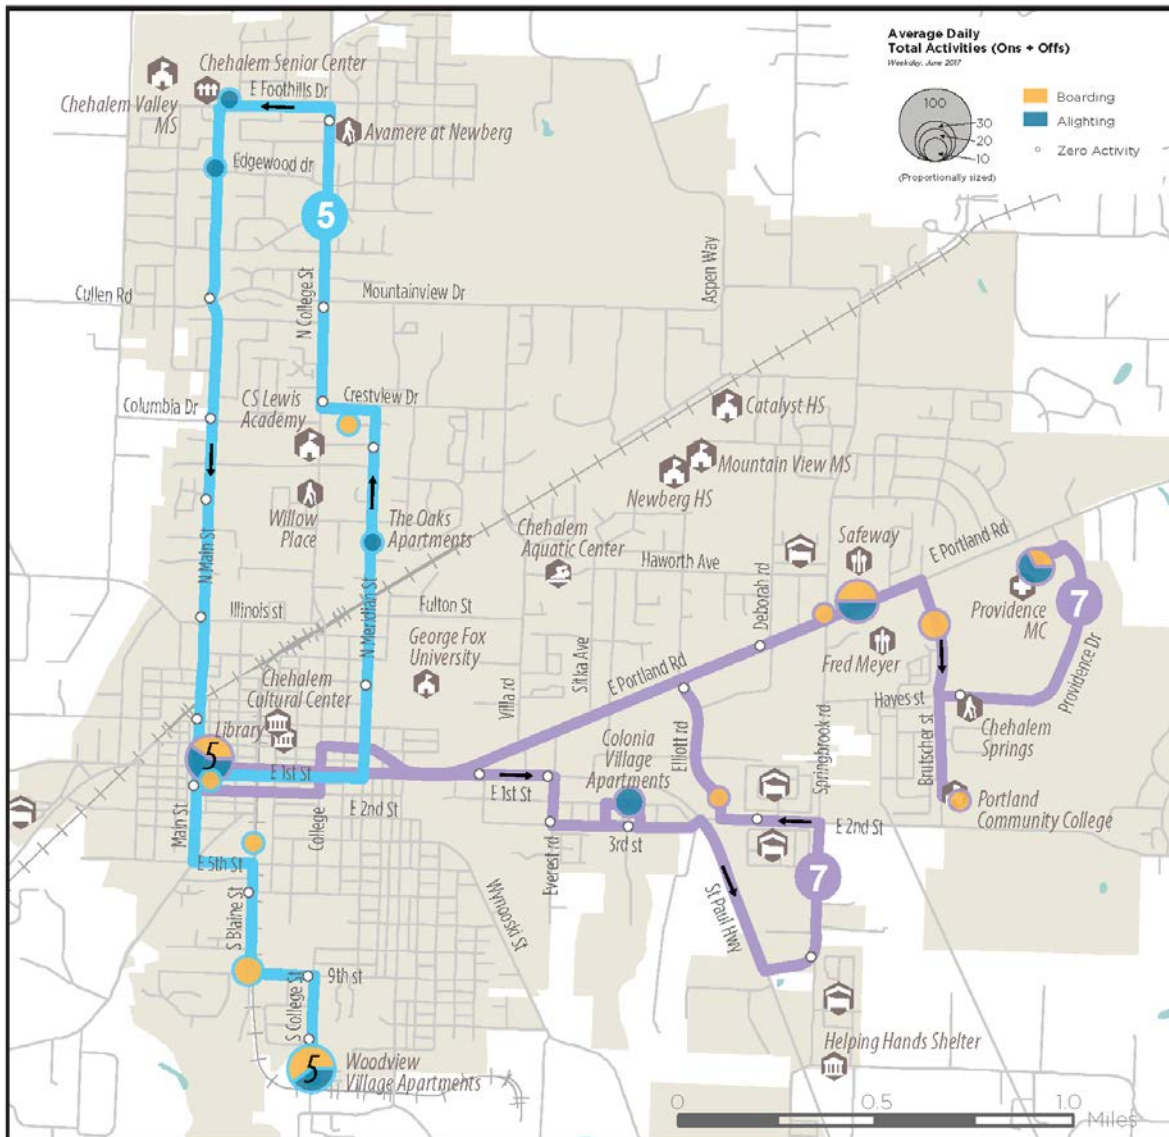 Average Daily
Total Activities (Ons + Offs)
Weekday, June 2017
100
30
20
10
(Proportionally sized)
Boarding
Alighting
Zero Activity
Chehalem Senior Center
E Foothills Dr
Chehalem Valley
MS
Avamere at Newberg
Edgewood dr
5
N College St
Aspen Way
Cullen Rd
Mountainview Dr
Columbia Dr
CS Lewis
Academy
Crestview Dr
Catalyst HS
Mountain View MS
Newberg HS
Willow
Place
The Oaks
Apartments
Chehalem
Aquatic Center
Safeway
E Portland Rd
Haworth Ave
N Main St
N Meridian St
Deborah rd
Providence
MC
7
Illinois st
Fulton St
George Fox
University
Sitka Ave
E Portland Rd
Fred Meyer
Providence Dr
Chehalem
Cultural Center
Villa rd
Hayes st
Library
Elliott rd
Springbrook rd
Brutscher st
Chehalem
Springs
5
E 1st St
Colonia
Village
Apartments
E 1st St
Main St
College
E 2nd St
E 2nd St
Portland
Community College
3rd st
Everest rd
E 5th St
7
Wynooski St
St Paul Hwy
S Blaine St
9th st
S College St
Helping Hands Shelter
5
Woodview
Village Apartments
0
0.5
1.0
Miles